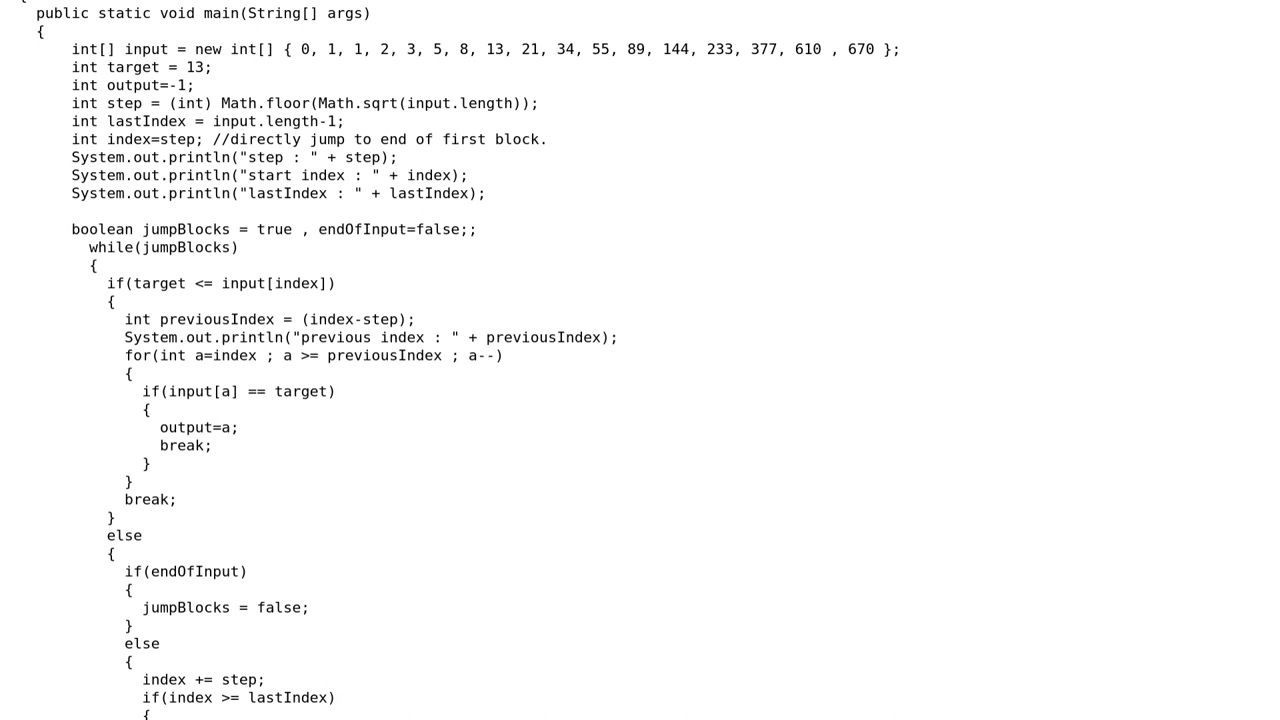 {
public static void main(String[] args)
{
int[] input = new int[] { 0, 1, 1, 2, 3, 5, 8, 13, 21, 34, 55, 89, 144, 233, 377, 610 , 670 };
int target = 13;
int output=-1;
int step = (int) Math.floor(Math.sqrt(input.length));
int lastIndex = input.length-1;
int index=step; //directly jump to end of first block.
System.out.println("step : " + step);
System.out.println("start index : " + index);
System.out.println("lastIndex : " + lastIndex);
boolean jumpBlocks = true , endOfInput=false;;
while(jumpBlocks)
{
if(target <= input[index])
{
int previousIndex = (index-step);
System.out.println("previous index : " + previousIndex);
for(int a=index ; a >= previousIndex ; a--)
{
if(input[a] == target)
{
output=a;
break;
}
}
break;
}
else
{
if(endOfInput)
{
jumpBlocks = false;
}
else
{
index += step;
if(index >= lastIndex)
{